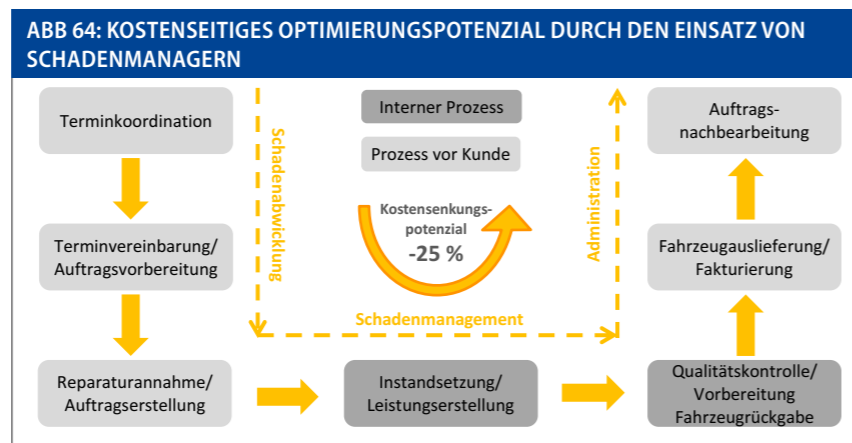 ABB 64: KOSTENSEITIGES OPTIMIERUNGSPOTENZIAL DURCH DEN EINSATZ VON
SCHADENMANAGERN
Terminkoordination
Terminvereinbarung/
Auftragsvorbereitung
Reparaturannahme/
Auftragserstellung
Schadenabwicklung
Interner Prozess
Prozess vor Kunde
Kostensenkungs-
potenzial
-25 %
Schadenmanagement
Instandsetzung/
Leistungserstellung
Administration
Auftrags-
nachbearbeitung
Fahrzeugauslieferung/
Fakturierung
Qualitätskontrolle/
Vorbereitung
Fahrzeugrückgabe